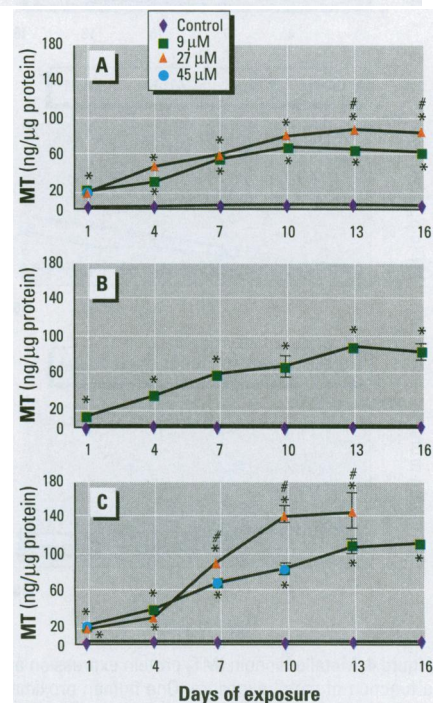 Control
9 μM
27 μM
45 μM
A
MT (ng/μg protein)
180
140
100
60
20
0
* * * * #* #*
* * * * *
1 4 7 10 13 16
B
MT (ng/μg protein)
180
140
100
60
20
0
* * * * * *
1 4 7 10 13 16
C
MT (ng/μg protein)
180
140
100
60
20
0
* * #* #* #*
* * * * * *
1 4 7 10 13 16
Days of exposure